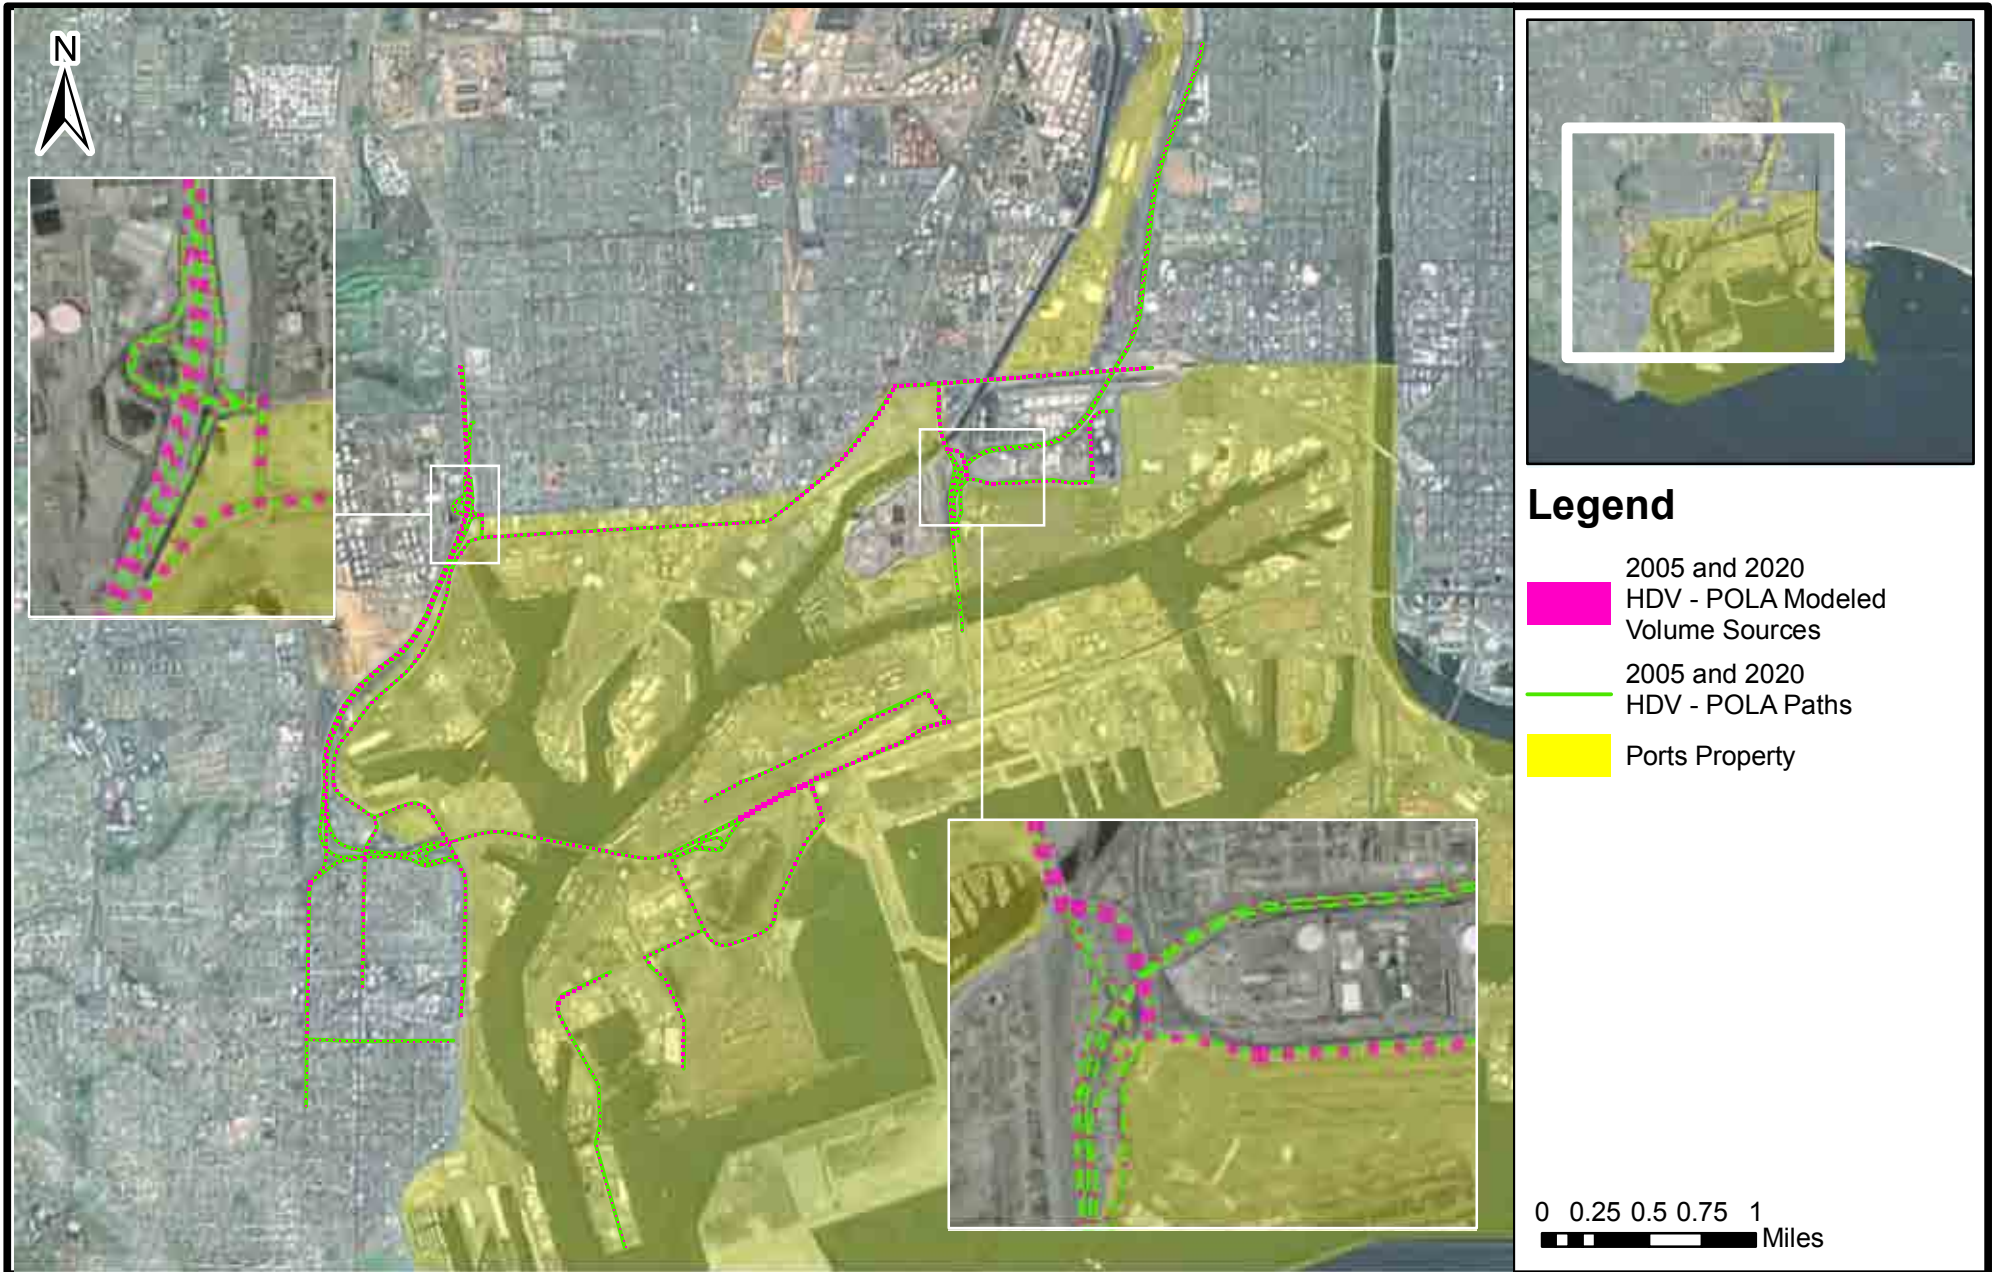 N
Legend
2005 and 2020
HDV - POLA Modeled
Volume Sources
2005 and 2020
HDV - POLA Paths
Ports Property
0 0.25 0.5 0.75 1
Miles